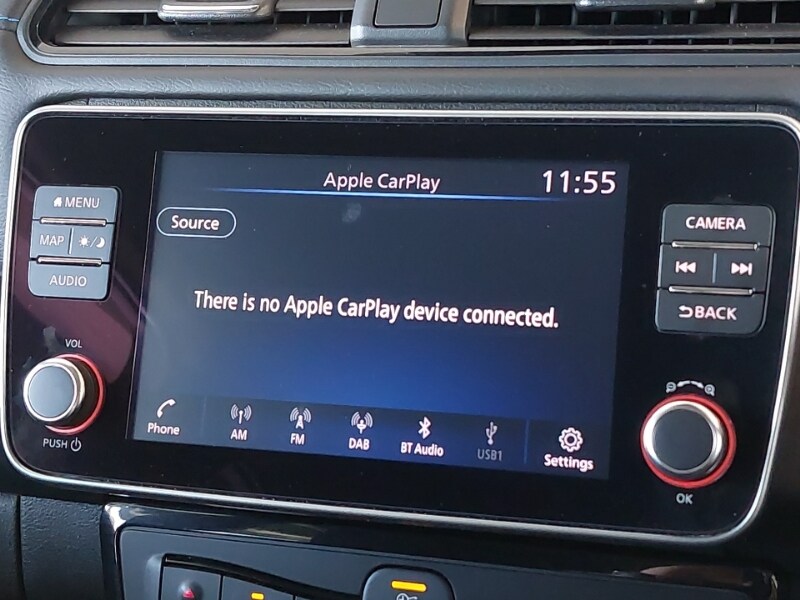 Apple CarPlay 11:55
Source
There is no Apple CarPlay device connected.
Phone AM FM DAB BT Audio USB1 Settings
MENU
MAP
AUDIO
VOL
PUSH
CAMERA
BACK
OK